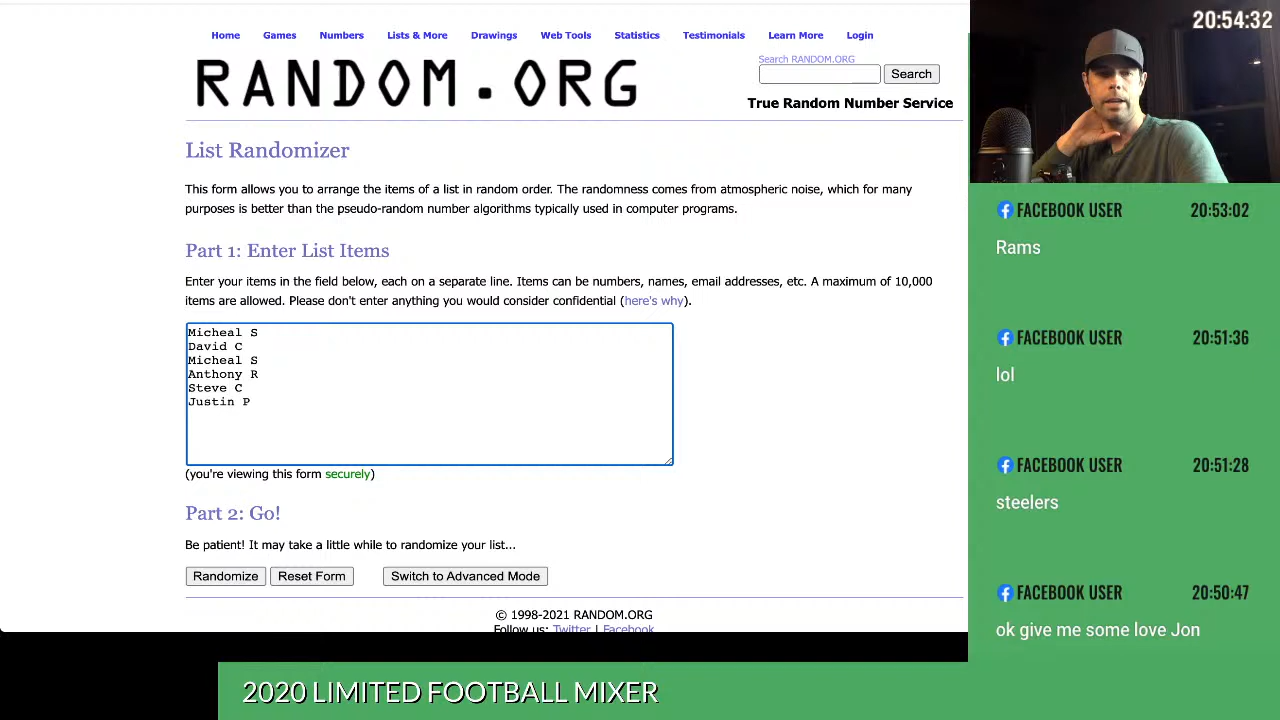 20:54:32
Home Games Numbers Lists & More Drawings Web Tools Statistics Testimonials Learn More Login
RANDOM.ORG
Search RANDOM.ORG
Search
True Random Number Service
List Randomizer
This form allows you to arrange the items of a list in random order. The randomness comes from atmospheric noise, which for many
purposes is better than the pseudo-random number algorithms typically used in computer programs.
Part 1: Enter List Items
Enter your items in the field below, each on a separate line. Items can be numbers, names, email addresses, etc. A maximum of 10,000
items are allowed. Please don't enter anything you would consider confidential (here's why).
Micheal S
David C
Micheal S
Anthony R
Steve C
Justin P
(you're viewing this form securely)
Part 2: Go!
Be patient! It may take a little while to randomize your list...
Randomize Reset Form Switch to Advanced Mode
© 1998-2021 RANDOM.ORG
Follow us: Twitter | Facebook
FACEBOOK USER 20:53:02
Rams
FACEBOOK USER 20:51:36
lol
FACEBOOK USER 20:51:28
steelers
FACEBOOK USER 20:50:47
ok give me some love Jon
2020 LIMITED FOOTBALL MIXER